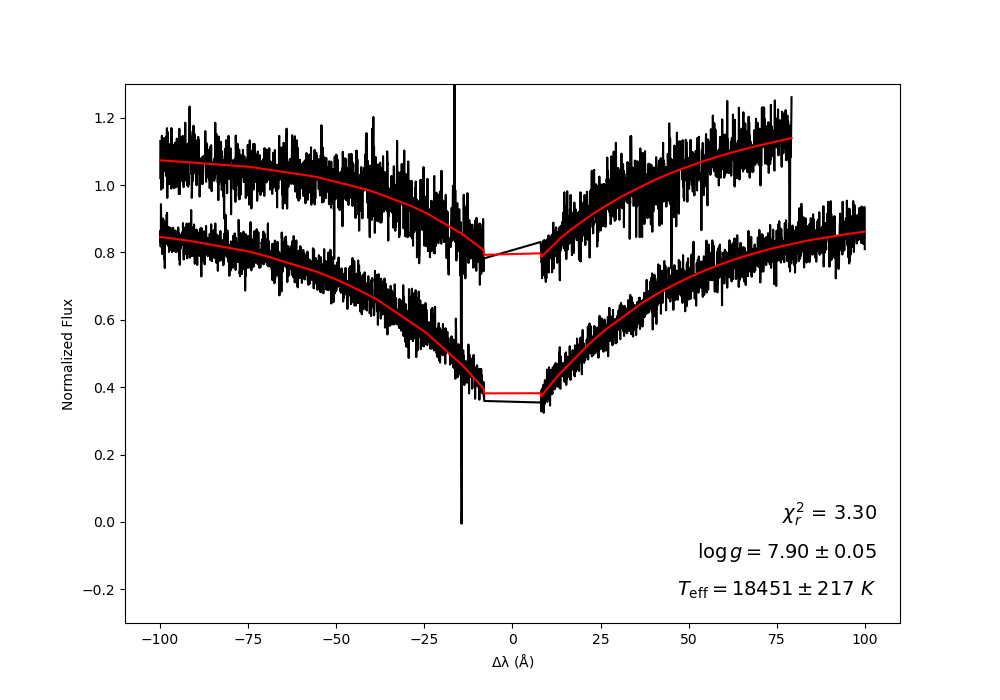 1.2
1.0
0.8
0.6
0.4
0.2
0.0
−0.2
Normalized Flux
χ²ᵣ = 3.30
log g = 7.90 ± 0.05
T_eff = 18451 ± 217 K
−100 −75 −50 −25 0 25 50 75 100
Δλ (Å)